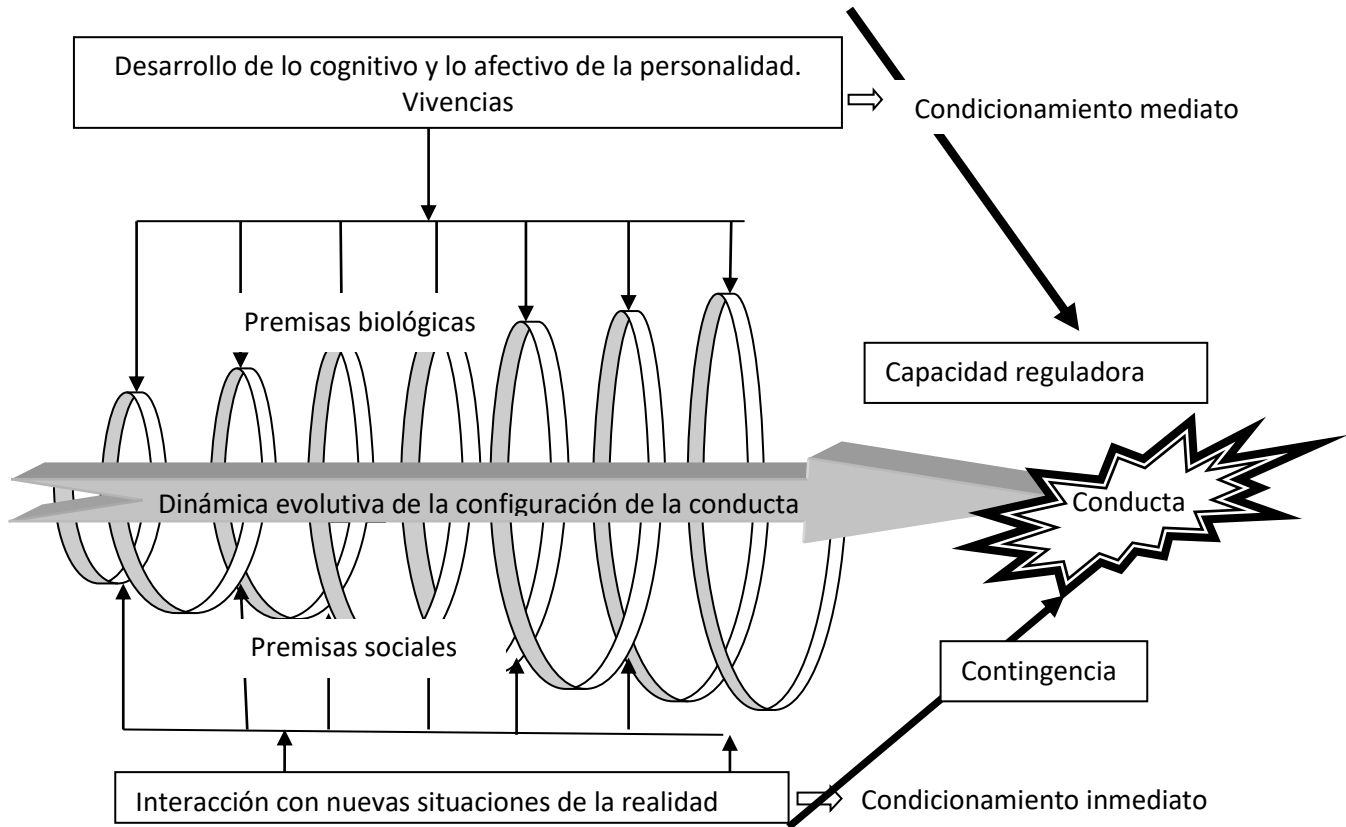 Desarrollo de lo cognitivo y lo afectivo de la personalidad.
Vivencias
Condicionamiento mediato
Premisas biológicas
Capacidad reguladora
Dinámica evolutiva de la configuración de la conducta
Conducta
Premisas sociales
Contingencia
Interacción con nuevas situaciones de la realidad
Condicionamiento inmediato